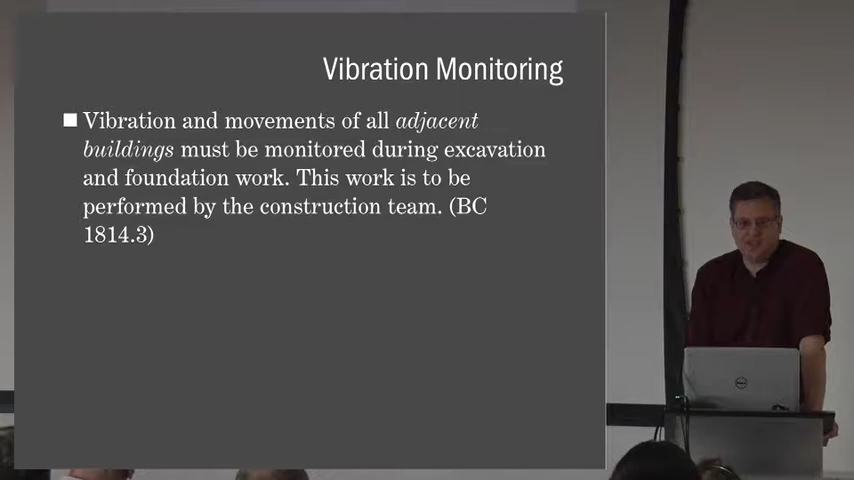 Vibration Monitoring
Vibration and movements of all adjacent
buildings must be monitored during excavation
and foundation work. This work is to be
performed by the construction team. (BC
1814.3)
DELL